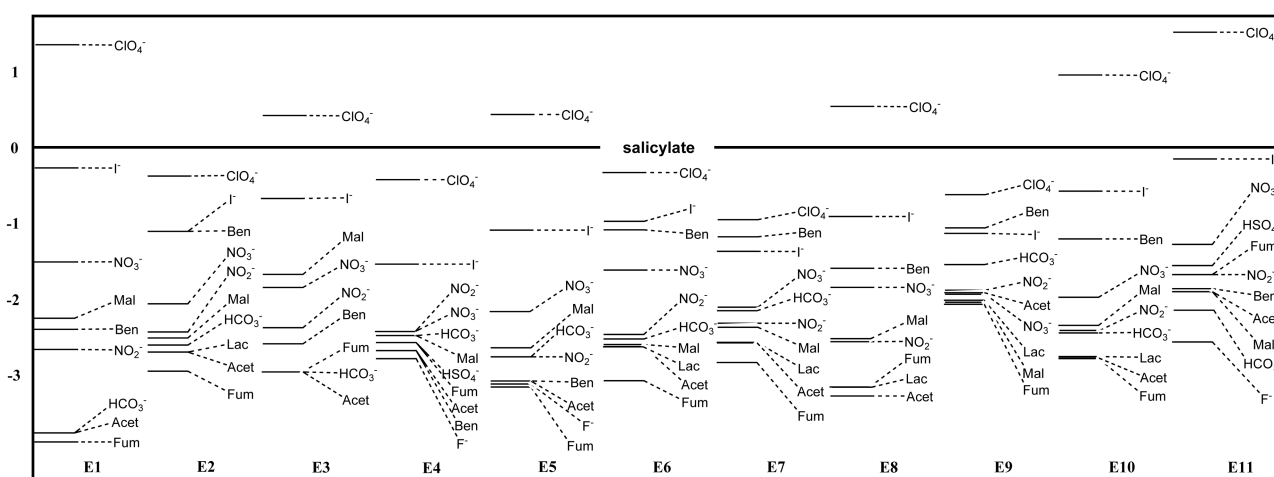 1
0
-1
-2
-3
salicylate
ClO₄⁻
I⁻
NO₃⁻
Mal
Ben
NO₂⁻
HCO₃⁻
Acet
Fum
E1
ClO₄⁻
I⁻
Ben
NO₃⁻
NO₂⁻
Mal
HCO₃⁻
Lac
Acet
Fum
E2
ClO₄⁻
I⁻
Mal
NO₃⁻
NO₂⁻
Ben
Fum
HCO₃⁻
Acet
E3
ClO₄⁻
I⁻
NO₂⁻
NO₃⁻
HCO₃⁻
Mal
HSO₄⁻
Fum
Acet
Ben
F⁻
E4
ClO₄⁻
I⁻
NO₃⁻
Mal
HCO₃⁻
NO₂⁻
Ben
Acet
F⁻
Fum
E5
ClO₄⁻
I⁻
Ben
NO₃⁻
NO₂⁻
HCO₃⁻
Mal
Lac
Acet
Fum
E6
ClO₄⁻
Ben
I⁻
NO₃⁻
HCO₃⁻
NO₂⁻
Mal
Lac
Acet
Fum
E7
ClO₄⁻
I⁻
Ben
NO₃⁻
Mal
NO₂⁻
Fum
Lac
Acet
E8
ClO₄⁻
Ben
I⁻
HCO₃⁻
NO₂⁻
Acet
NO₃⁻
Lac
Mal
Fum
E9
ClO₄⁻
I⁻
Ben
NO₃⁻
Mal
NO₂⁻
HCO₃⁻
Lac
Acet
Fum
E10
ClO₄
I
NO₃
HSO₄
Fum
NO₂⁻
Ben
Ace
Mal
HCO
F⁻
E11